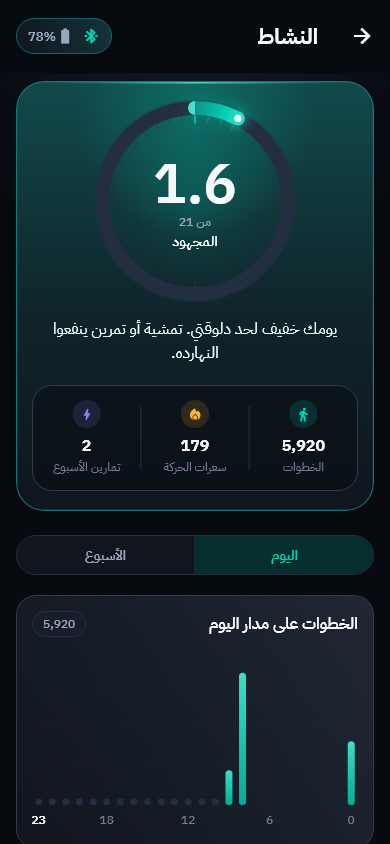 النشاط
78%
1.6
من 21
المجهود
يومك خفيف لحد دلوقتي. تمشية أو تمرين ينفعوا
النهارده.
5,920 179 2
الخطوات سعرات الحركة تمارين الأسبوع
اليوم الأسبوع
الخطوات على مدار اليوم 5,920
0 6 12 18 23